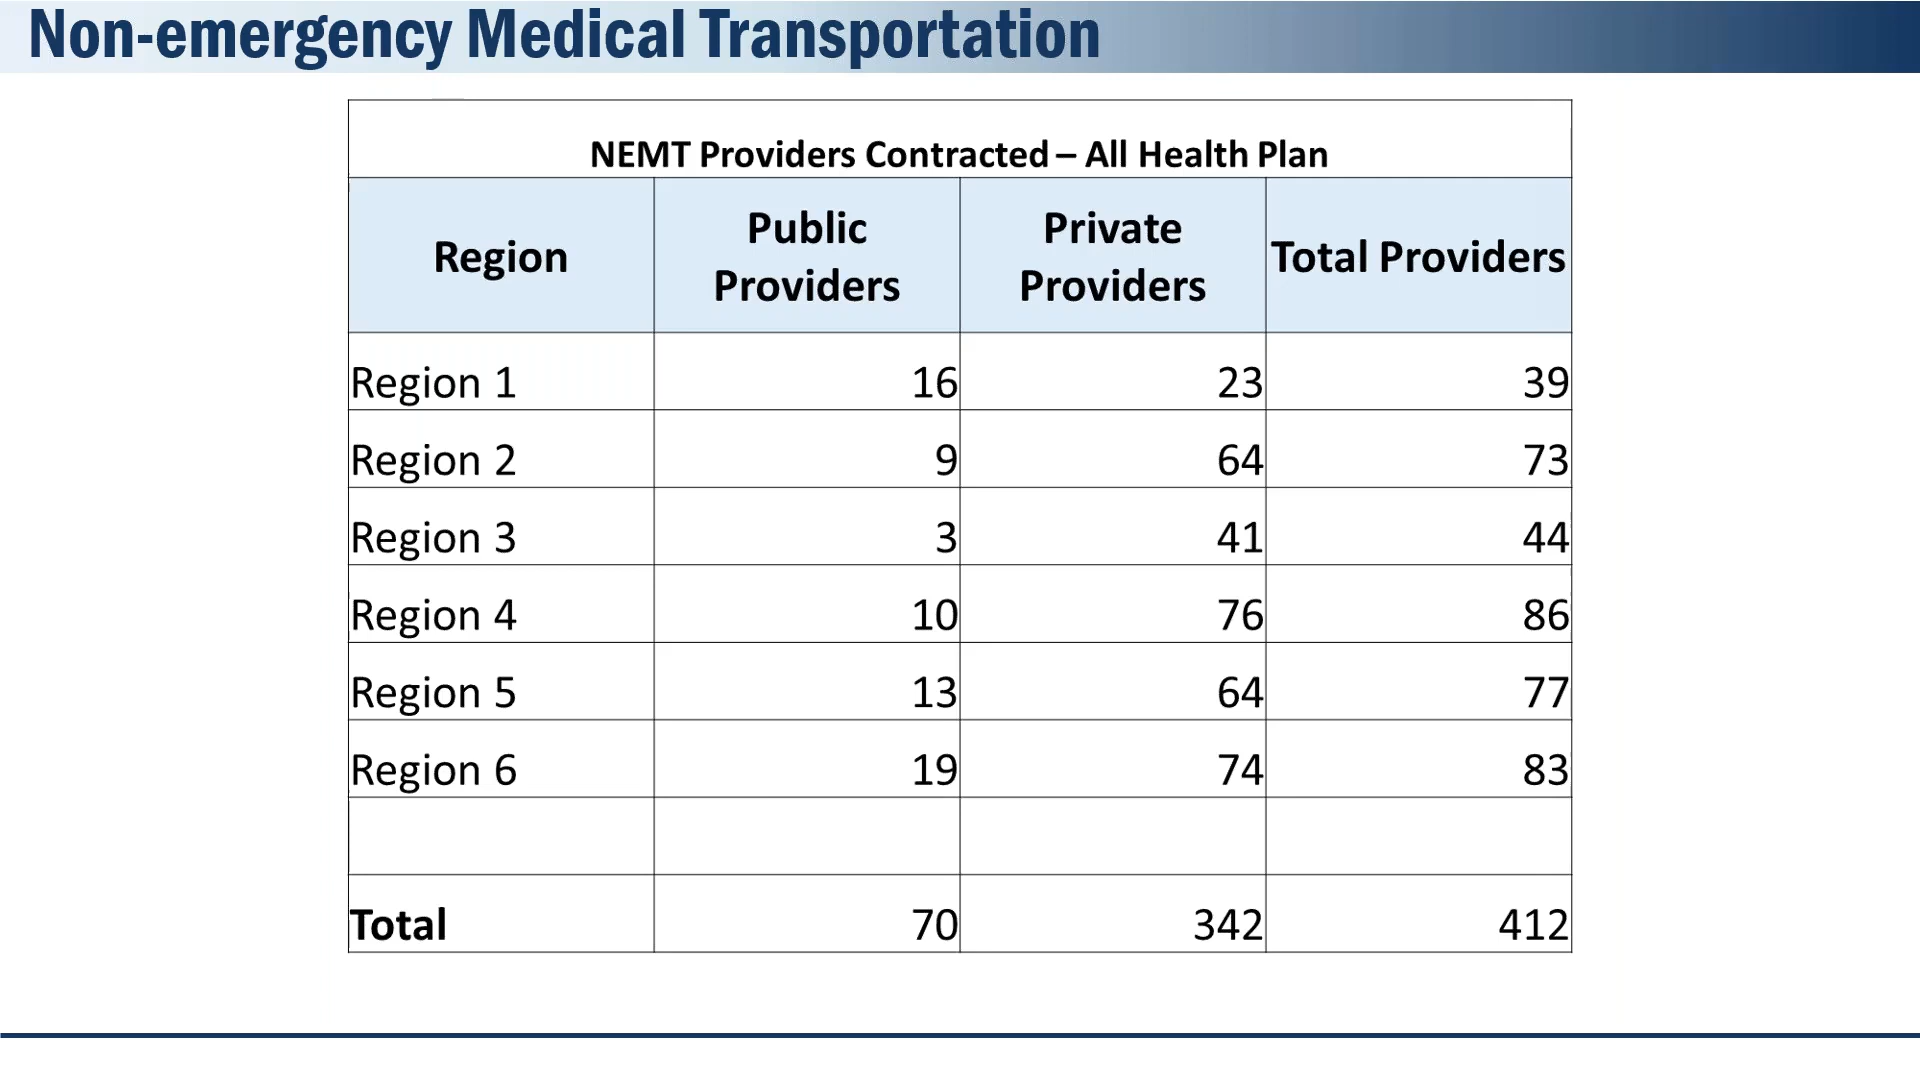 Non-emergency Medical Transportation
NEMT Providers Contracted – All Health Plan
Region Public Providers Private Providers Total Providers
Region 1 16 23 39
Region 2 9 64 73
Region 3 3 41 44
Region 4 10 76 86
Region 5 13 64 77
Region 6 19 74 83
Total 70 342 412